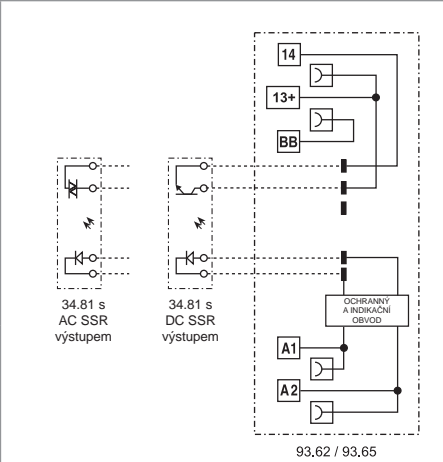 14
13+
BB
OCHRANNÝ
A INDIKAČNÍ
OBVOD
A1
A2
34.81 s
AC SSR
výstupem
34.81 s
DC SSR
výstupem
93.62 / 93.65